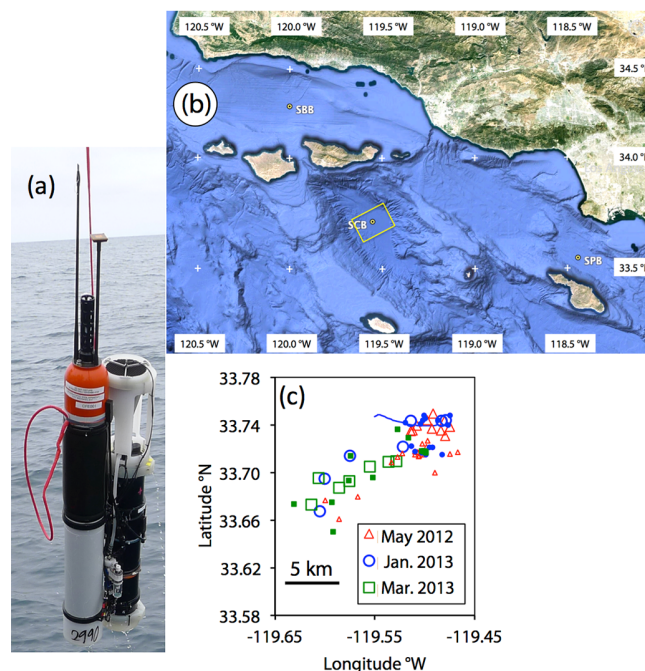 (a)
2990
(b)
120.5 °W 120.0 °W 119.5 °W 119.0 °W 118.5 °W
34.5 °
SBB
34.0 °
SCB
SPB
33.5 °
120.5 °W 120.0 °W 119.5 °W 119.0 °W 118.5 °W
(c)
33.78
33.74
33.70
33.66
33.62
33.58
Latitude °N
May 2012
Jan. 2013
Mar. 2013
5 km
-119.65 -119.55 -119.45
Longitude °W